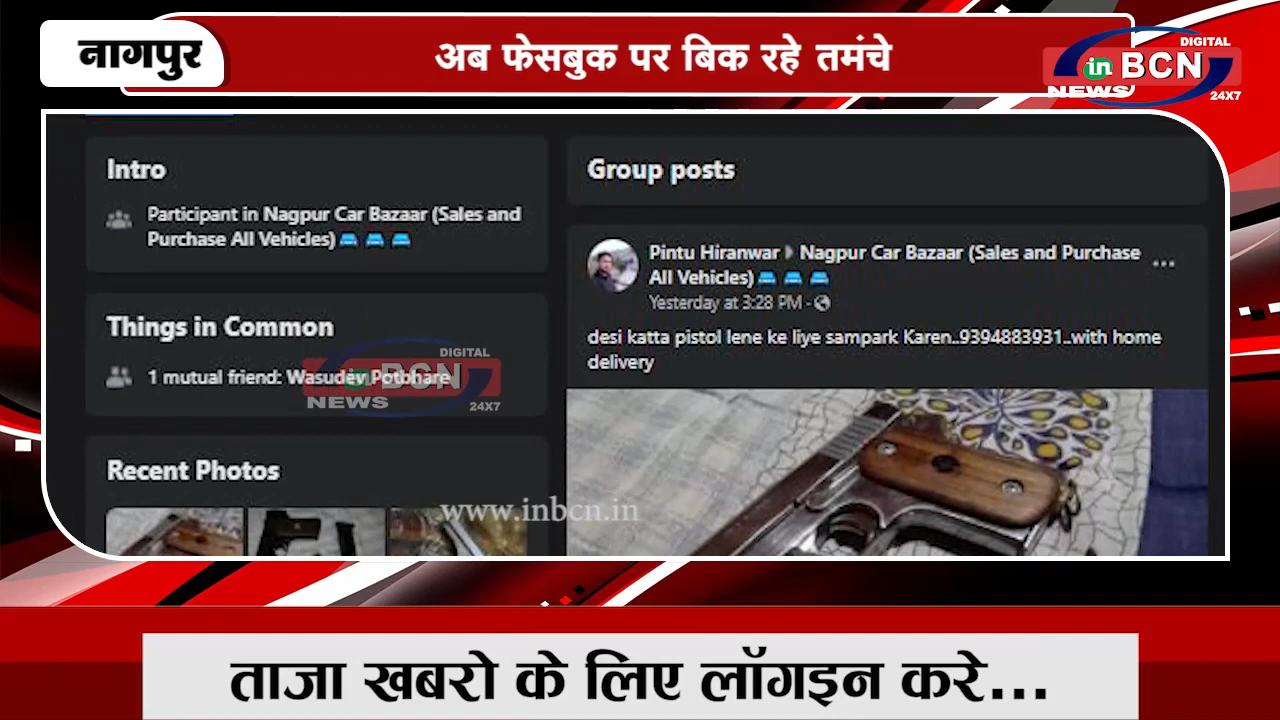 नागपुर
अब फेसबुक पर बिक रहे तमंचे
DIGITAL
in BCN
NEWS
24X7
Intro
Participant in Nagpur Car Bazaar (Sales and
Purchase All Vehicles)
Things in Common
1 mutual friend: Wasudev Potbhare
Recent Photos
Group posts
Pintu Hiranwar Nagpur Car Bazaar (Sales and Purchase
All Vehicles)
Yesterday at 3:28 PM ·
desi katta pistol lene ke liye sampark Karen..9394883931..with home
delivery
DIGITAL
in BCN
NEWS
24X7
www.inbcn.in
ताजा खबरो के लिए लॉगइन करे...